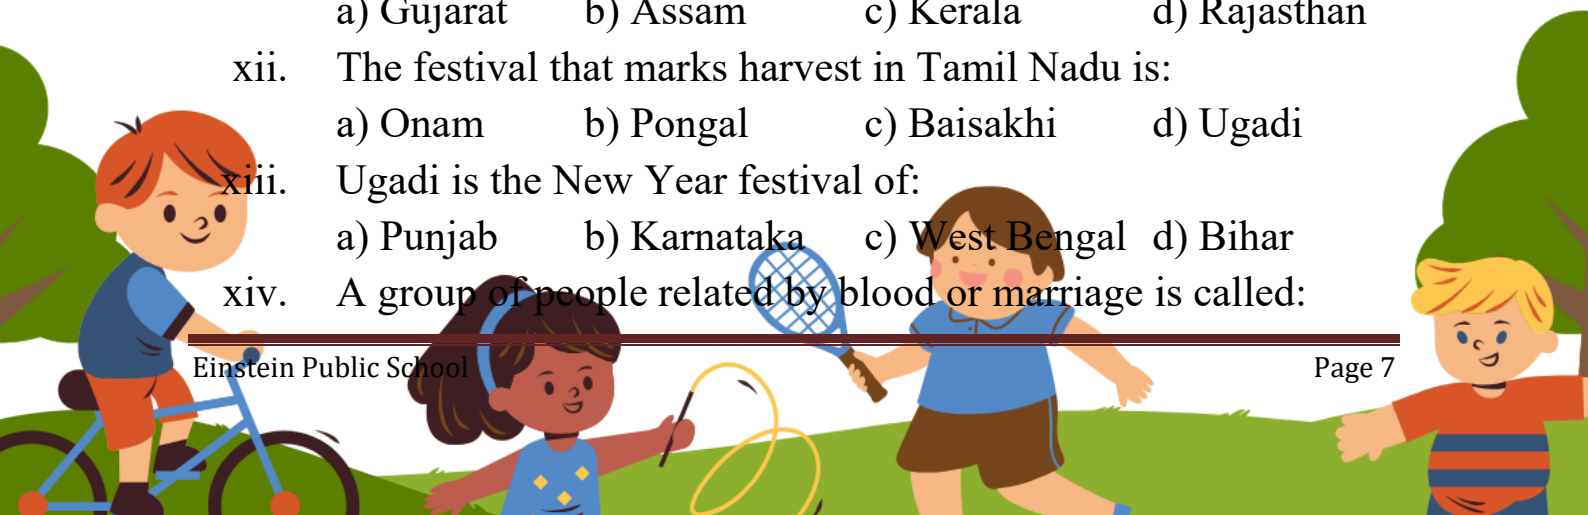 a) Gujarat b) Assam c) Kerala d) Rajasthan
xii. The festival that marks harvest in Tamil Nadu is:
a) Onam b) Pongal c) Baisakhi d) Ugadi
xiii. Ugadi is the New Year festival of:
a) Punjab b) Karnataka c) West Bengal d) Bihar
xiv. A group of people related by blood or marriage is called:
Einstein Public School Page 7